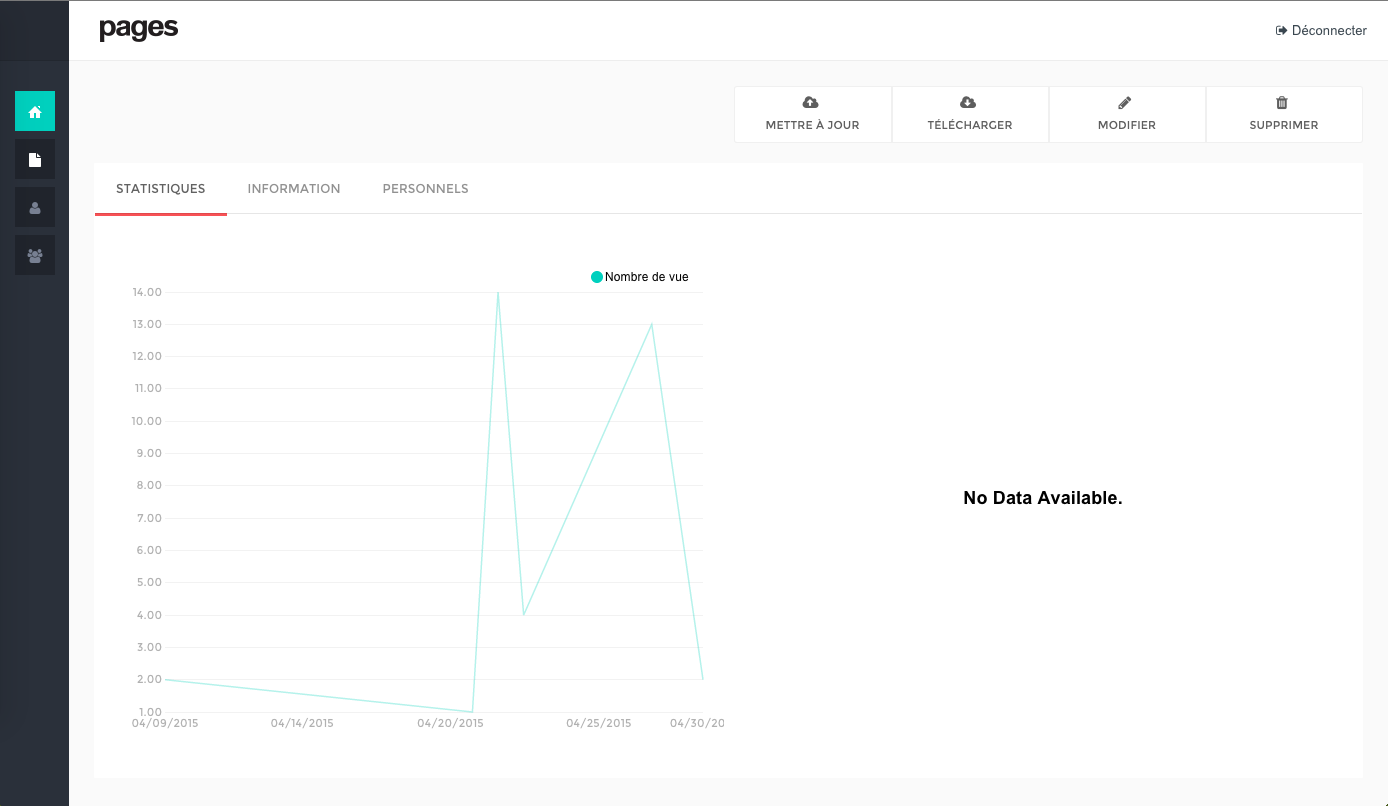 pages
Déconnecter
METTRE À JOUR
TÉLÉCHARGER
MODIFIER
SUPPRIMER
STATISTIQUES
INFORMATION
PERSONNELS
Nombre de vue
14.00
13.00
12.00
11.00
10.00
9.00
8.00
7.00
6.00
5.00
4.00
3.00
2.00
1.00
04/09/2015
04/14/2015
04/20/2015
04/25/2015
04/30/20
No Data Available.